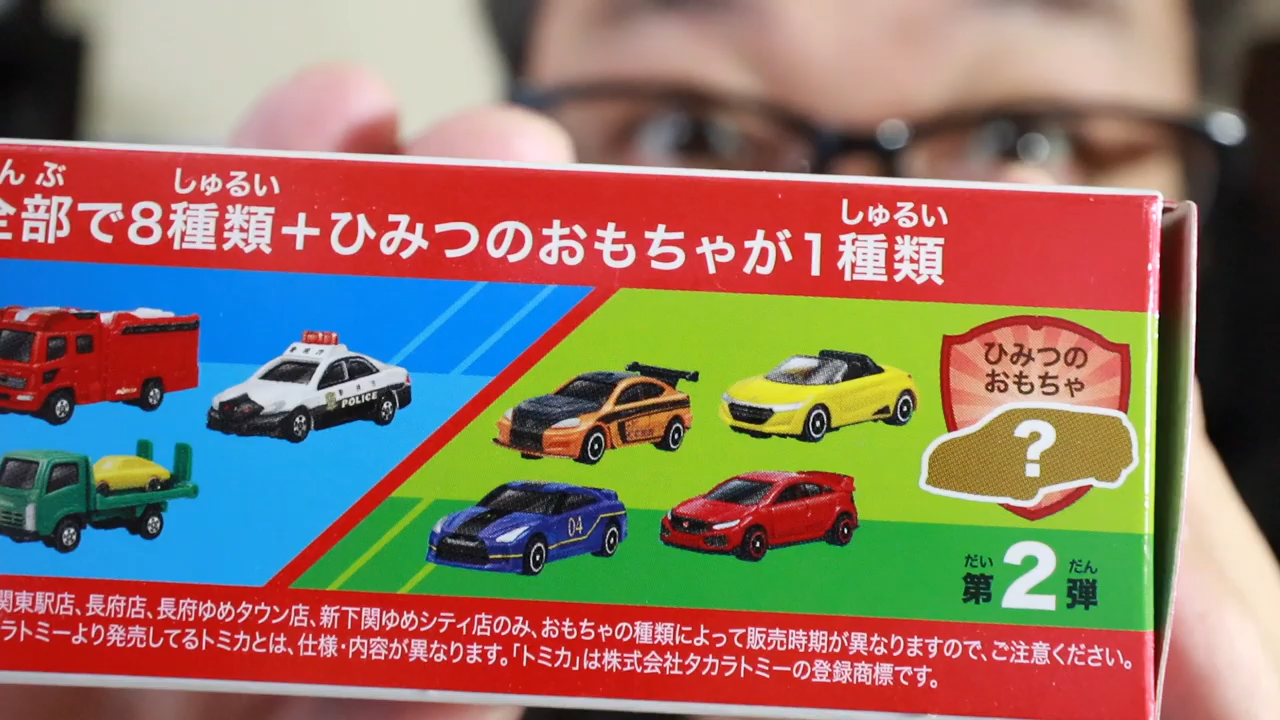 んぶ
しゅるい
しゅるい
全部で8種類+ひみつのおもちゃが1種類
POLICE
04
ひみつの
おもちゃ
?
だい
だん
第2弾
関東駅店、長府店、長府ゆめタウン店、新下関ゆめシティ店のみ、おもちゃの種類によって販売時期が異なりますので、ご注意ください。
ラトミーより発売してるトミカとは、仕様・内容が異なります。「トミカ」は株式会社タカラトミーの登録商標です。